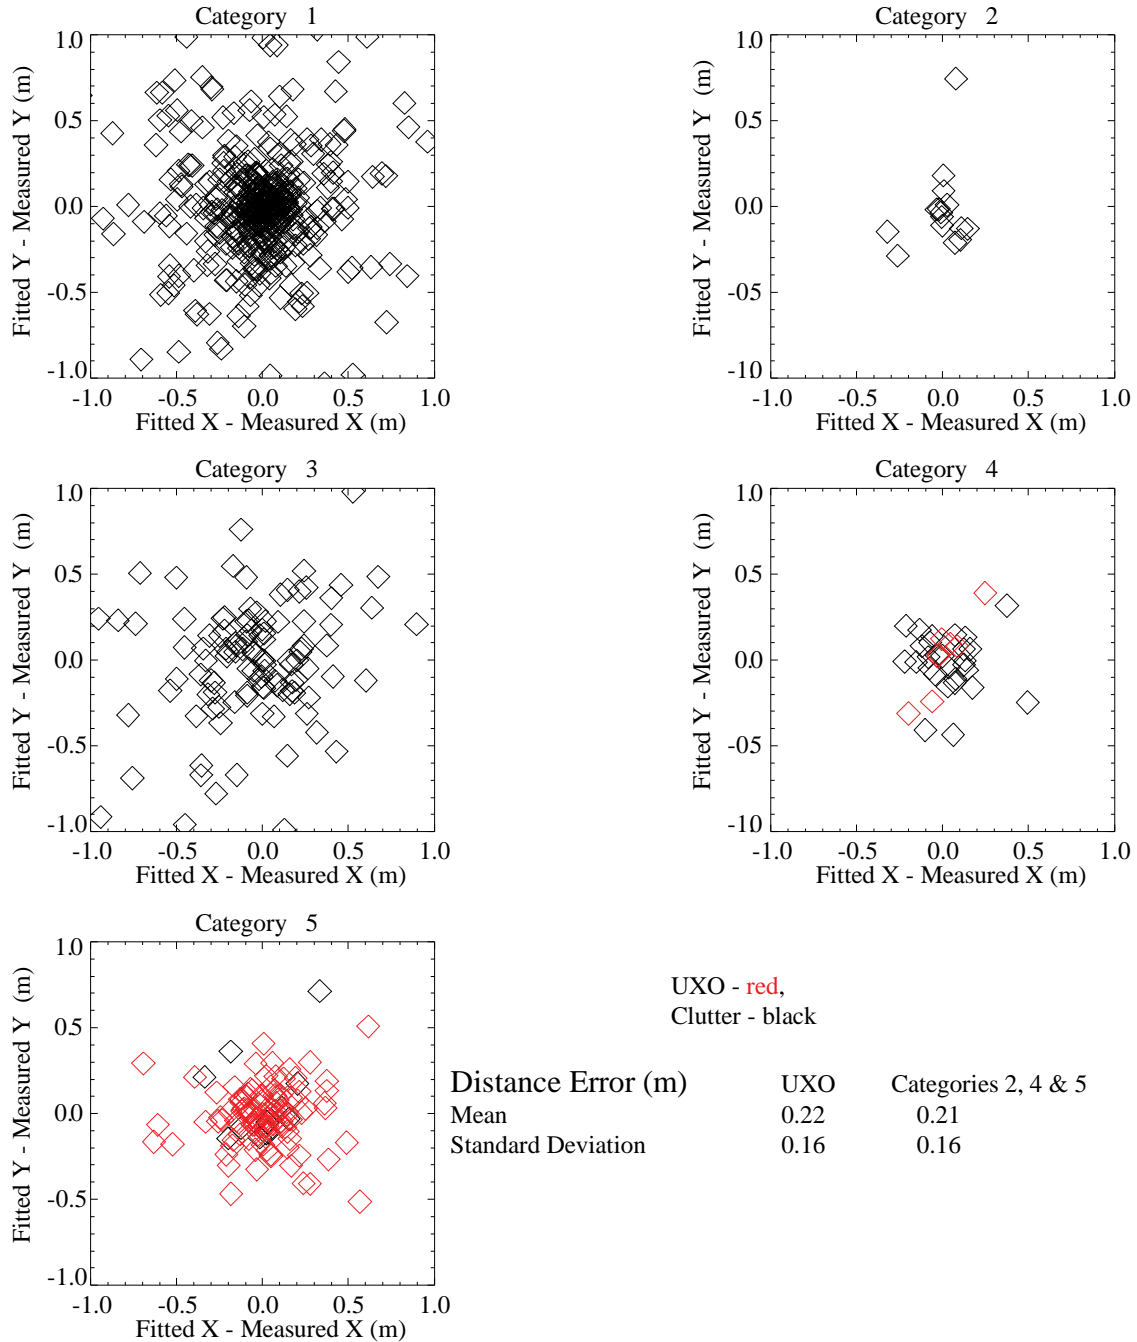 Category 1
1.0
0.5
0.0
-0.5
-1.0
Fitted Y - Measured Y (m)
-1.0 -0.5 0.0 0.5 1.0
Fitted X - Measured X (m)
Category 2
1.0
0.5
0.0
-05
-10
Fitted Y - Measured Y (m)
-1.0 -0.5 0.0 0.5 1.0
Fitted X - Measured X (m)
Category 3
1.0
0.5
0.0
-0.5
-1.0
Fitted Y - Measured Y (m)
-1.0 -0.5 0.0 0.5 1.0
Fitted X - Measured X (m)
Category 4
1.0
0.5
0.0
-05
-10
Fitted Y - Measured Y (m)
-1.0 -0.5 0.0 0.5 1.0
Fitted X - Measured X (m)
Category 5
1.0
0.5
0.0
-0.5
-1.0
Fitted Y - Measured Y (m)
-1.0 -0.5 0.0 0.5 1.0
Fitted X - Measured X (m)
UXO - red,
Clutter - black
Distance Error (m) UXO Categories 2, 4 & 5
Mean 0.22 0.21
Standard Deviation 0.16 0.16